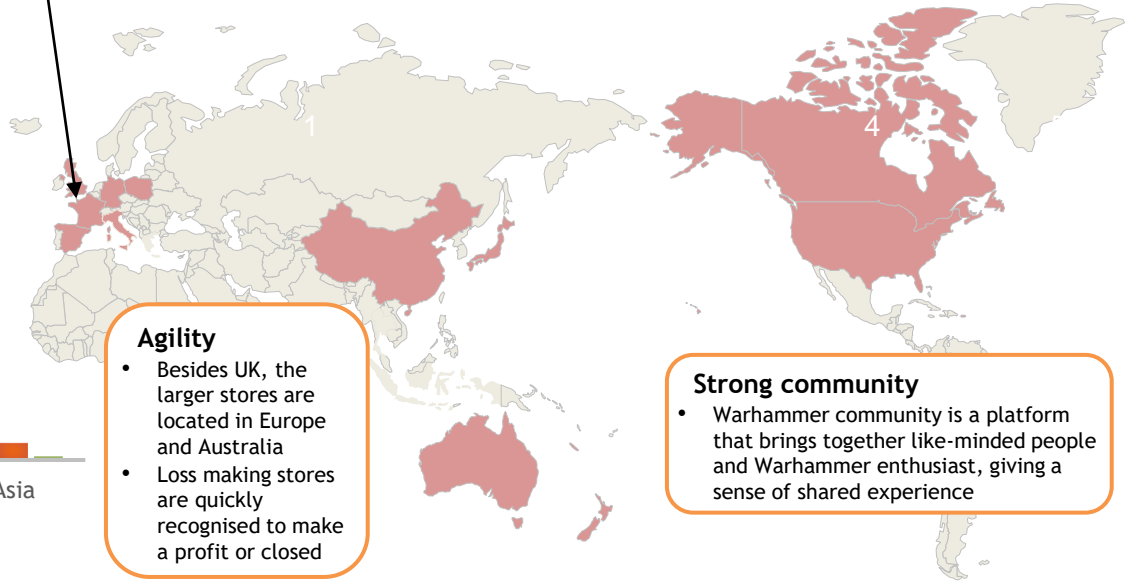 1
4
Agility
• Besides UK, the
larger stores are
located in Europe
and Australia
• Loss making stores
are quickly
recognised to make
a profit or closed
Strong community
• Warhammer community is a platform
that brings together like-minded people
and Warhammer enthusiast, giving a
sense of shared experience
Asia